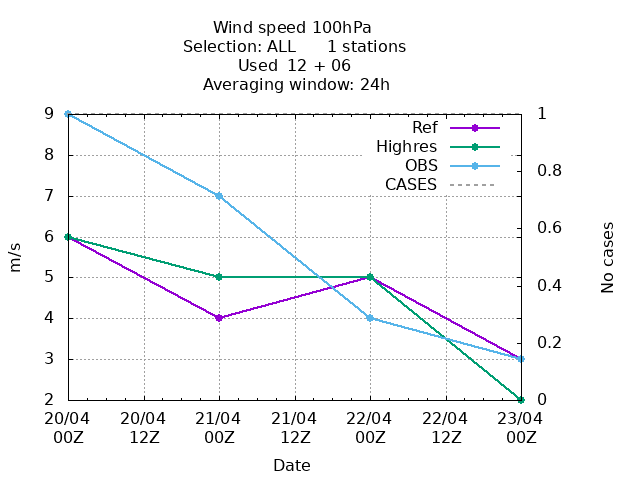 Wind speed 100hPa
Selection: ALL 1 stations
Used 12 + 06
Averaging window: 24h
Ref
Highres
OBS
CASES
m/s
9
8
7
6
5
4
3
2
No cases
1
0.8
0.6
0.4
0.2
0
20/04 20/04 21/04 21/04 22/04 22/04 23/04
00Z 12Z 00Z 12Z 00Z 12Z 00Z
Date